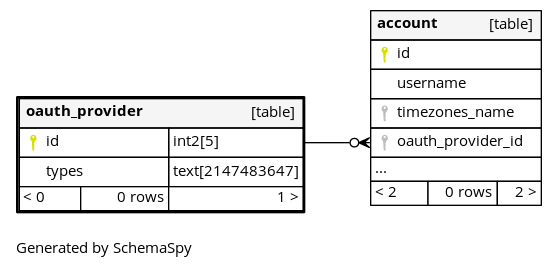 account [table]
id
username
timezones_name
oauth_provider_id
...
< 2 0 rows 2 >
oauth_provider [table]
id int2[5]
types text[2147483647]
< 0 0 rows 1 >
Generated by SchemaSpy